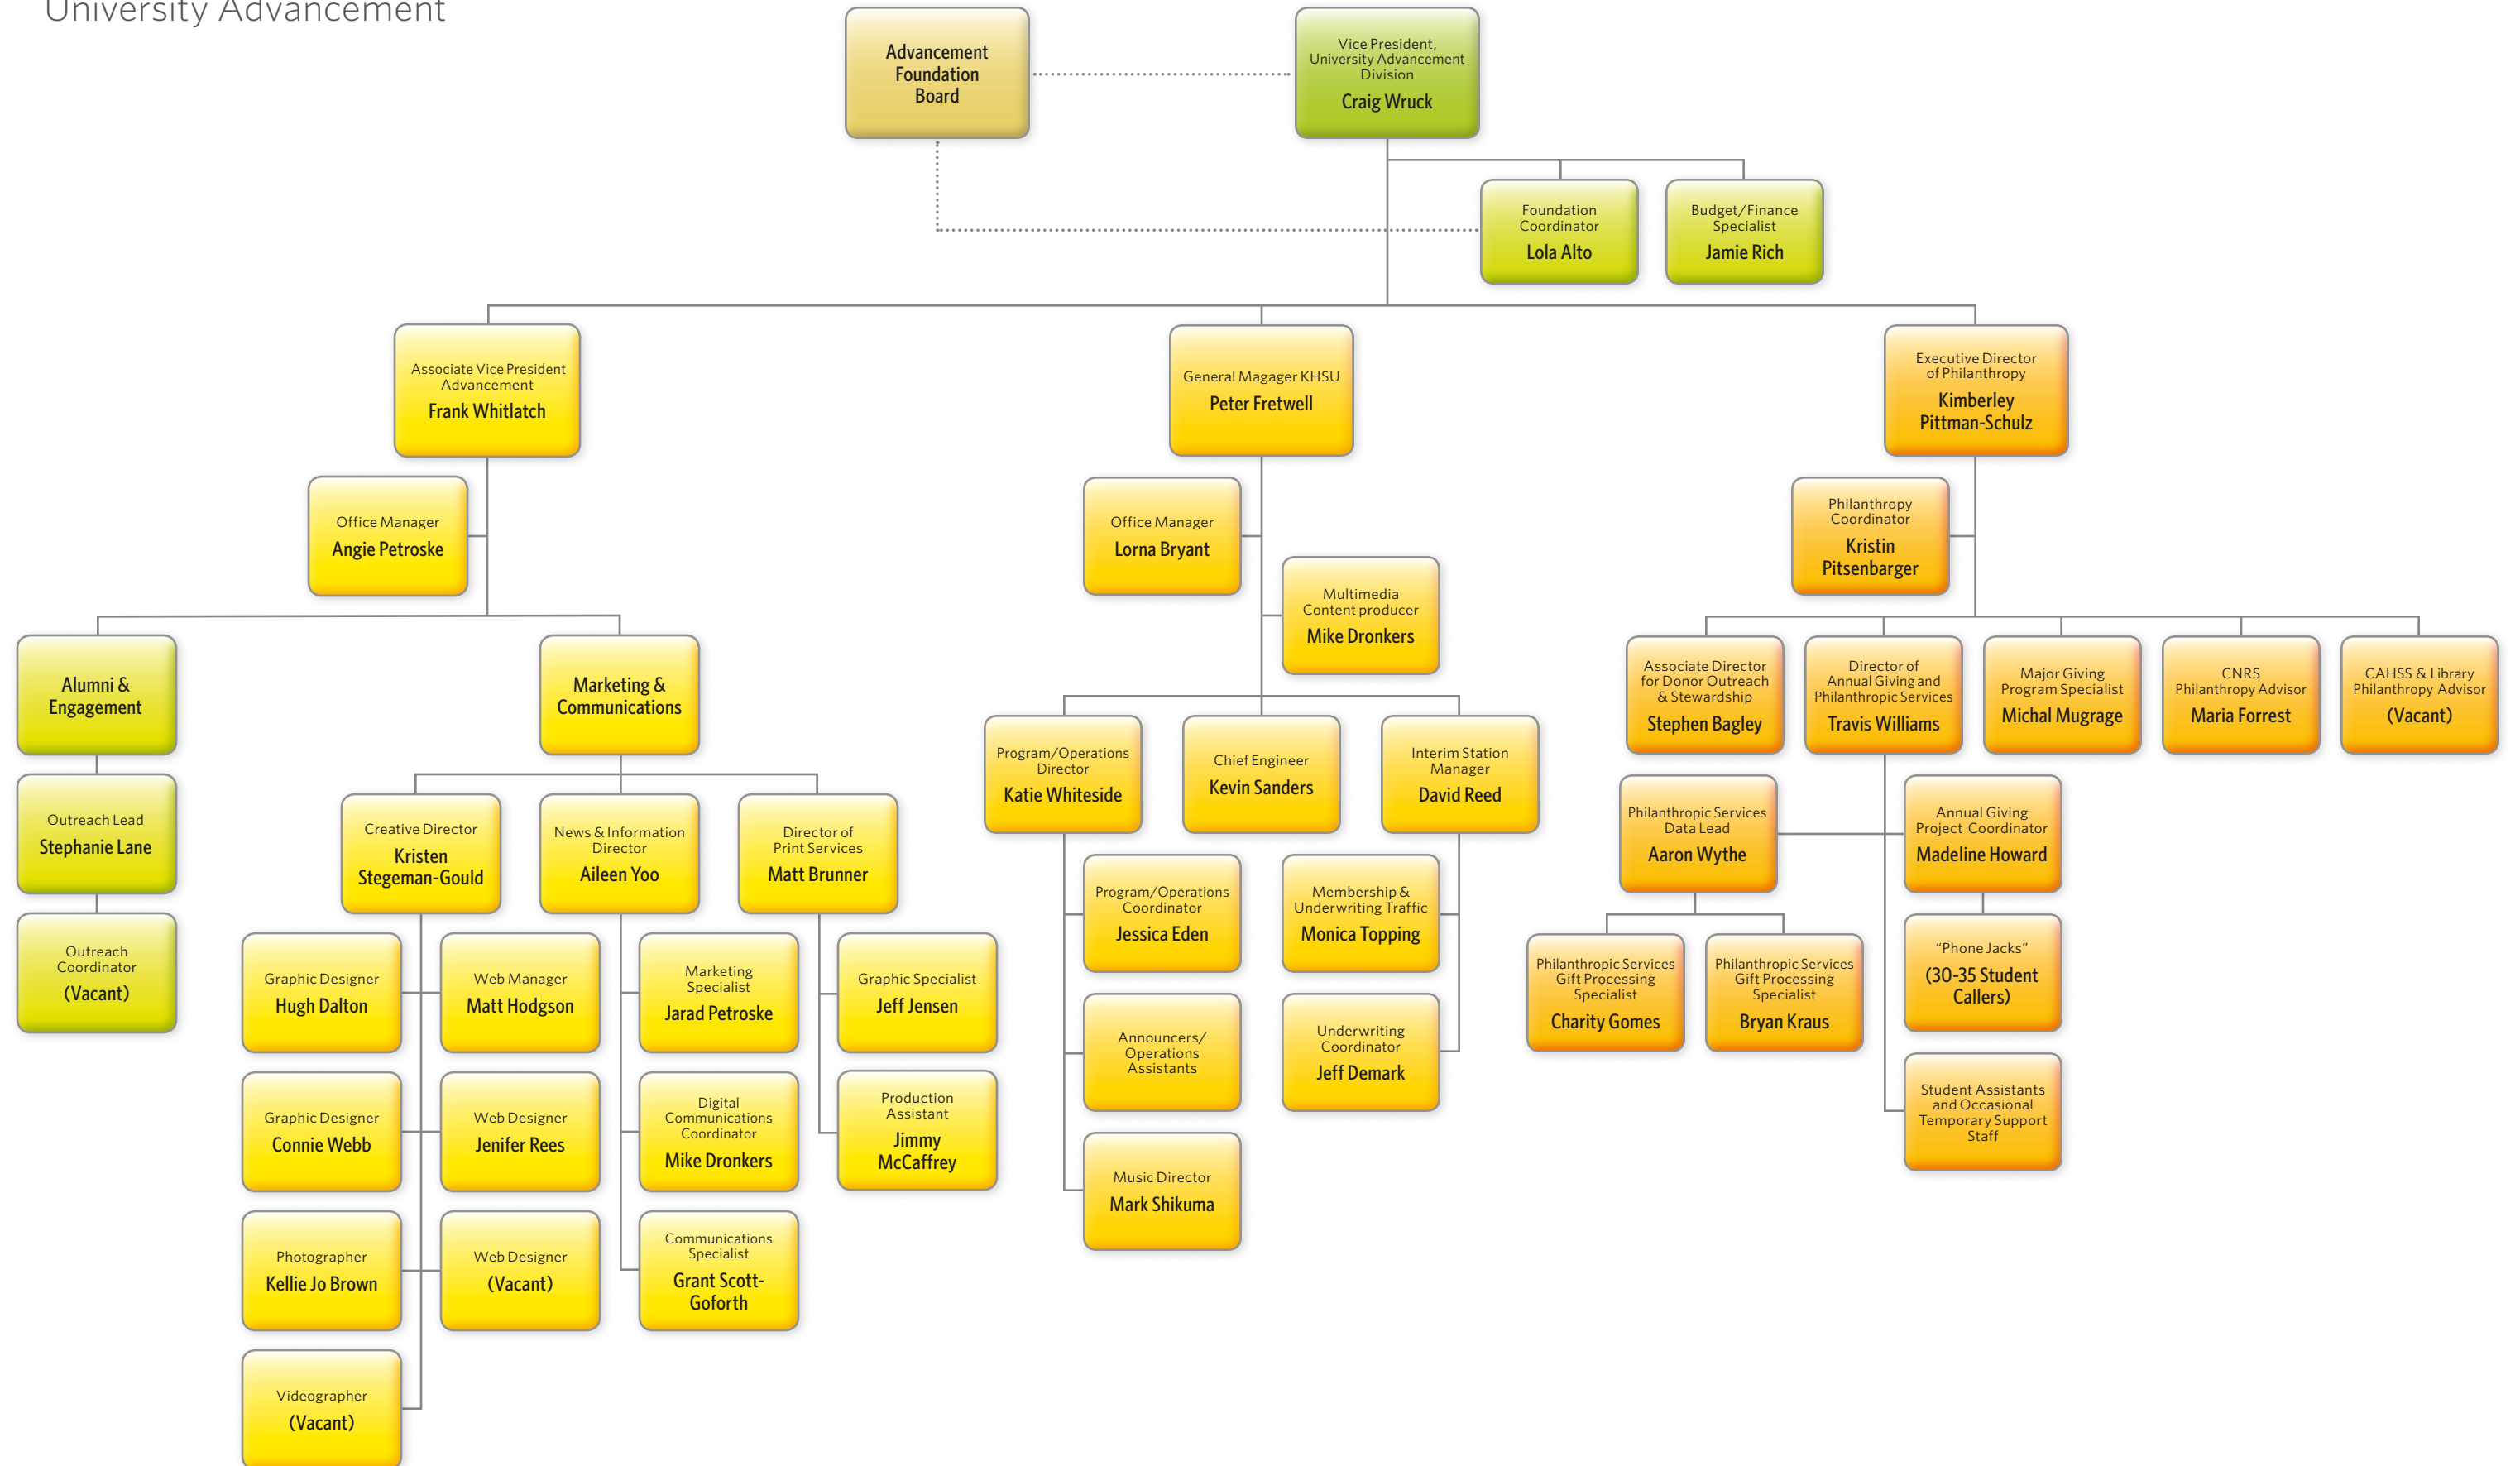 University Advancement
Advancement
Foundation
Board
Vice President,
University Advancement
Division
Craig Wruck
Foundation
Coordinator
Lola Alto
Budget/Finance
Specialist
Jamie Rich
Associate Vice President
Advancement
Frank Whitlatch
General Magager KHSU
Peter Fretwell
Executive Director
of Philanthropy
Kimberley
Pittman-Schulz
Office Manager
Angie Petroske
Office Manager
Lorna Bryant
Multimedia
Content producer
Mike Dronkers
Philanthropy
Coordinator
Kristin
Pitsenbarger
Alumni &
Engagement
Marketing &
Communications
Associate Director
for Donor Outreach
& Stewardship
Stephen Bagley
Director of
Annual Giving and
Philanthropic Services
Travis Williams
Major Giving
Program Specialist
Michal Mugrage
CNRS
Philanthropy Advisor
Maria Forrest
CAHSS & Library
Philanthropy Advisor
(Vacant)
Program/Operations
Director
Katie Whiteside
Chief Engineer
Kevin Sanders
Interim Station
Manager
David Reed
Outreach Lead
Stephanie Lane
Creative Director
Kristen
Stegeman-Gould
News & Information
Director
Aileen Yoo
Director of
Print Services
Matt Brunner
Philanthropic Services
Data Lead
Aaron Wythe
Annual Giving
Project Coordinator
Madeline Howard
Program/Operations
Coordinator
Jessica Eden
Membership &
Underwriting Traffic
Monica Topping
Outreach
Coordinator
(Vacant)
Graphic Designer
Hugh Dalton
Web Manager
Matt Hodgson
Marketing
Specialist
Jarad Petroske
Graphic Specialist
Jeff Jensen
Philanthropic Services
Gift Processing
Specialist
Charity Gomes
Philanthropic Services
Gift Processing
Specialist
Bryan Kraus
“Phone Jacks”
(30-35 Student
Callers)
Announcers/
Operations
Assistants
Underwriting
Coordinator
Jeff Demark
Graphic Designer
Connie Webb
Web Designer
Jenifer Rees
Digital
Communications
Coordinator
Mike Dronkers
Production
Assistant
Jimmy
McCaffrey
Student Assistants
and Occasional
Temporary Support
Staff
Music Director
Mark Shikuma
Photographer
Kellie Jo Brown
Web Designer
(Vacant)
Communications
Specialist
Grant Scott-
Goforth
Videographer
(Vacant)